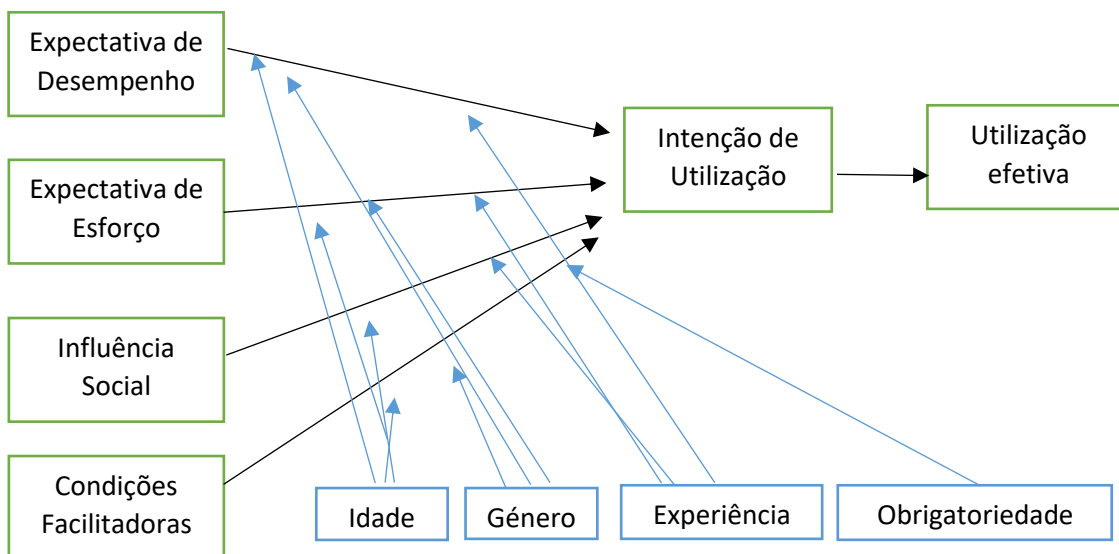 Expectativa de
Desempenho
Expectativa de
Esforço
Influência
Social
Condições
Facilitadoras
Intenção de
Utilização
Utilização
efetiva
Idade
Género
Experiência
Obrigatoriedade